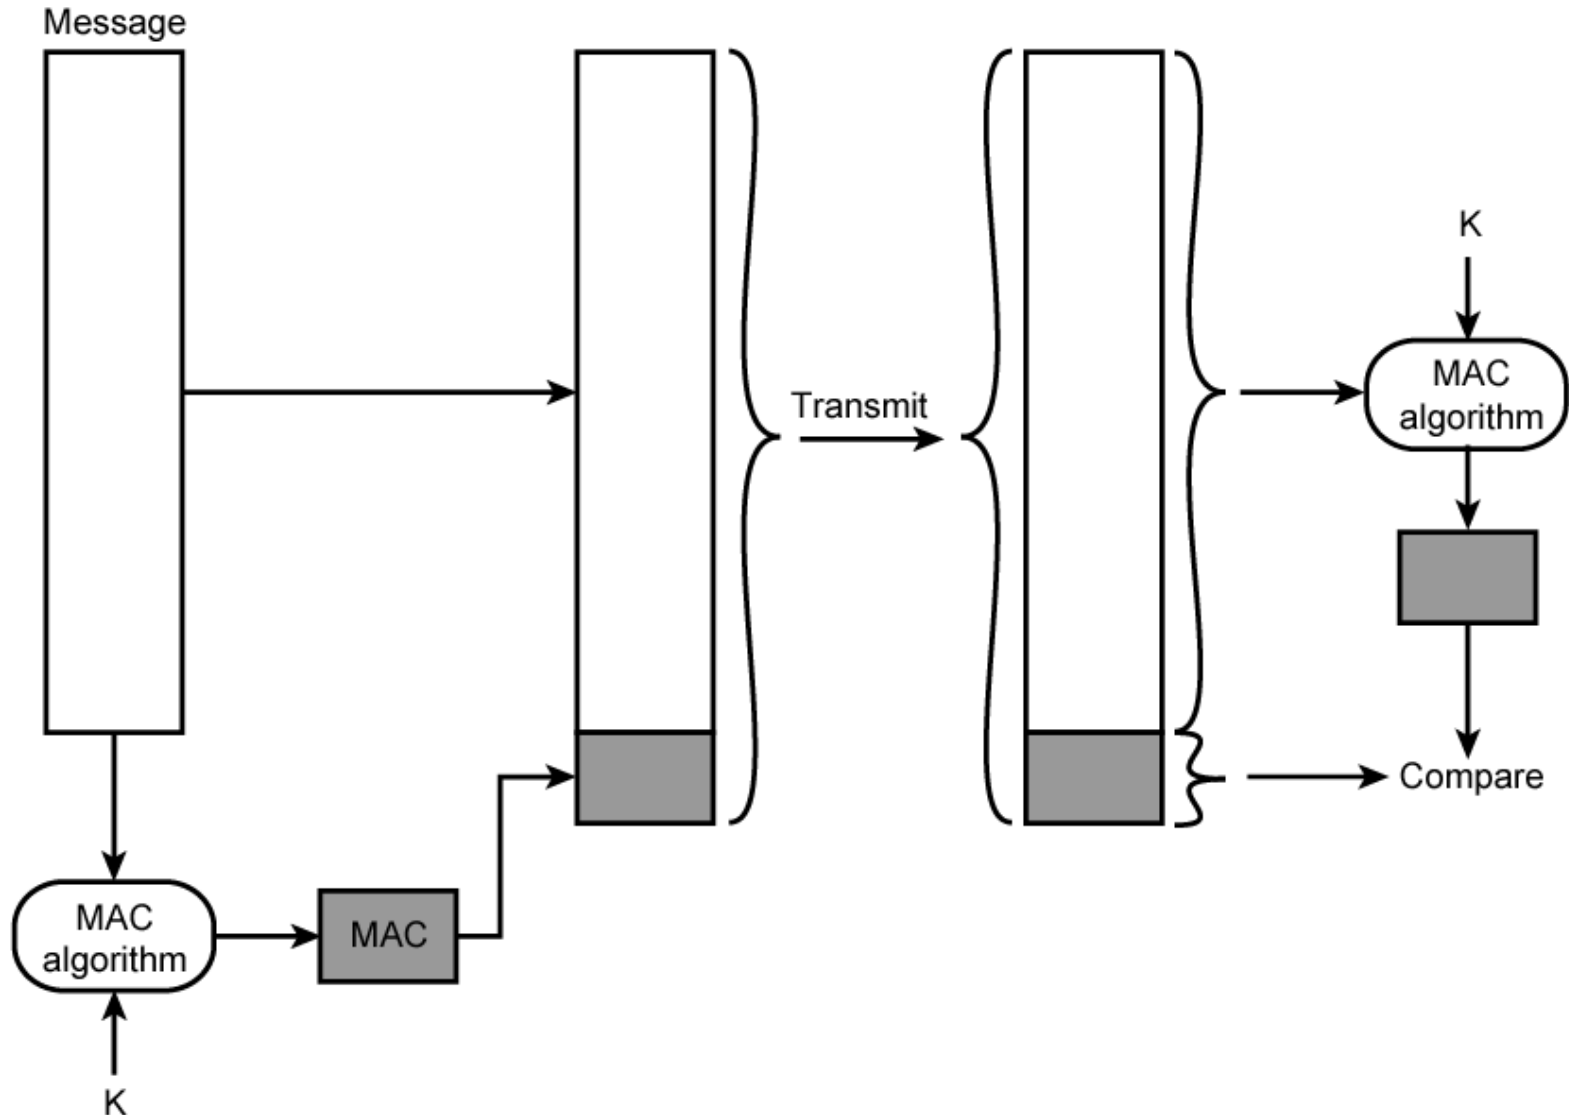 Message
Transmit
K
MAC
algorithm
Compare
MAC
algorithm
MAC
K